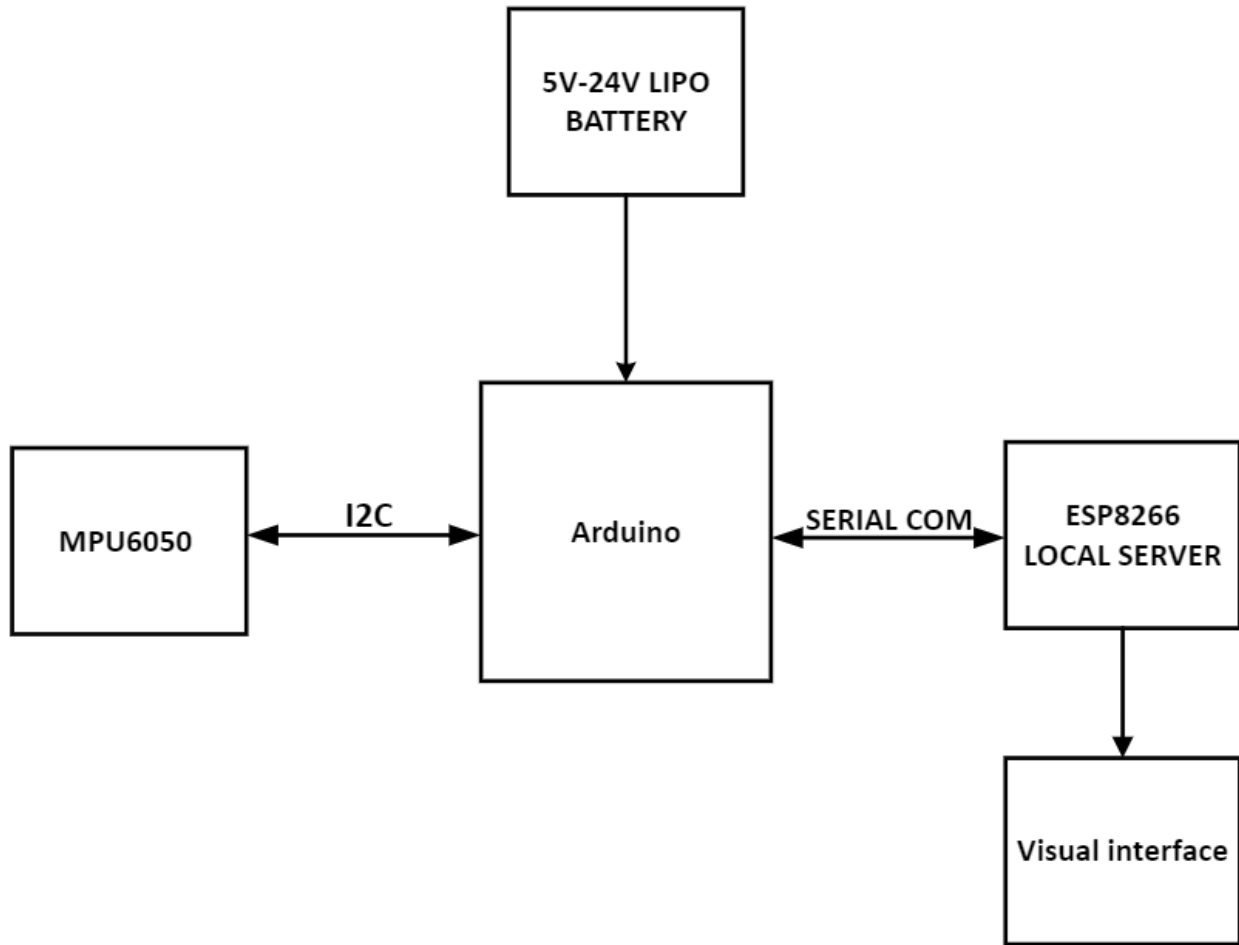 5V-24V LIPO
BATTERY
MPU6050
I2C
Arduino
SERIAL COM
ESP8266
LOCAL SERVER
Visual interface